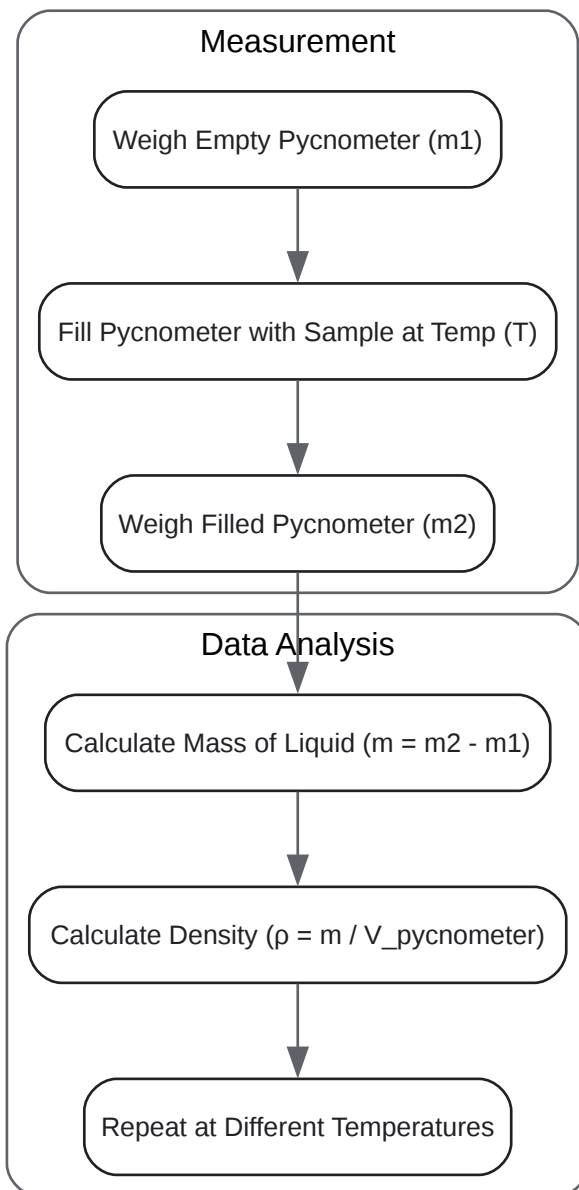 Measurement
Weigh Empty Pycnometer (m1)
Fill Pycnometer with Sample at Temp (T)
Weigh Filled Pycnometer (m2)
Data Analysis
Calculate Mass of Liquid (m = m2 - m1)
Calculate Density (ρ = m / V_pycnometer)
Repeat at Different Temperatures